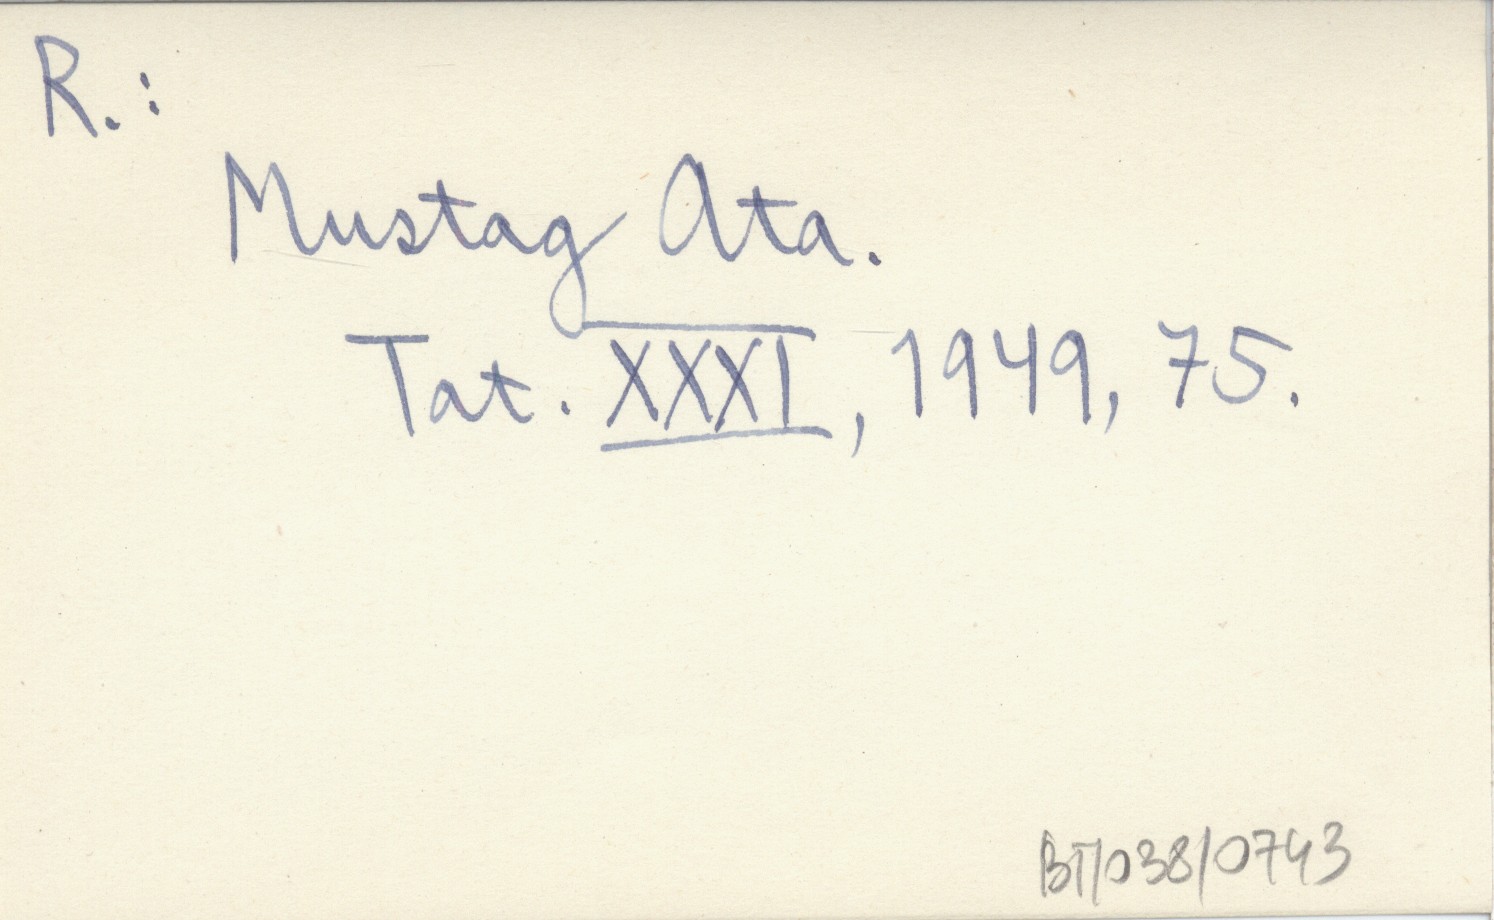 R.:
Mustag Ata.
Tat. XXXI, 1949, 75.
BT/038/0743